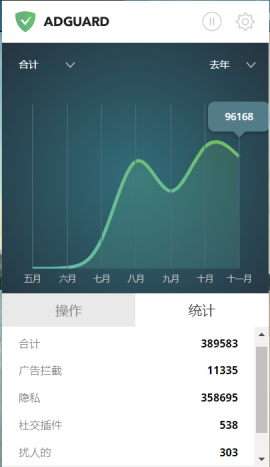 ADGUARD
合计 去年
96168
五月 六月 七月 八月 九月 十月 十一月
操作 统计
合计 389583
广告拦截 11335
隐私 358695
社交插件 538
扰人的 303